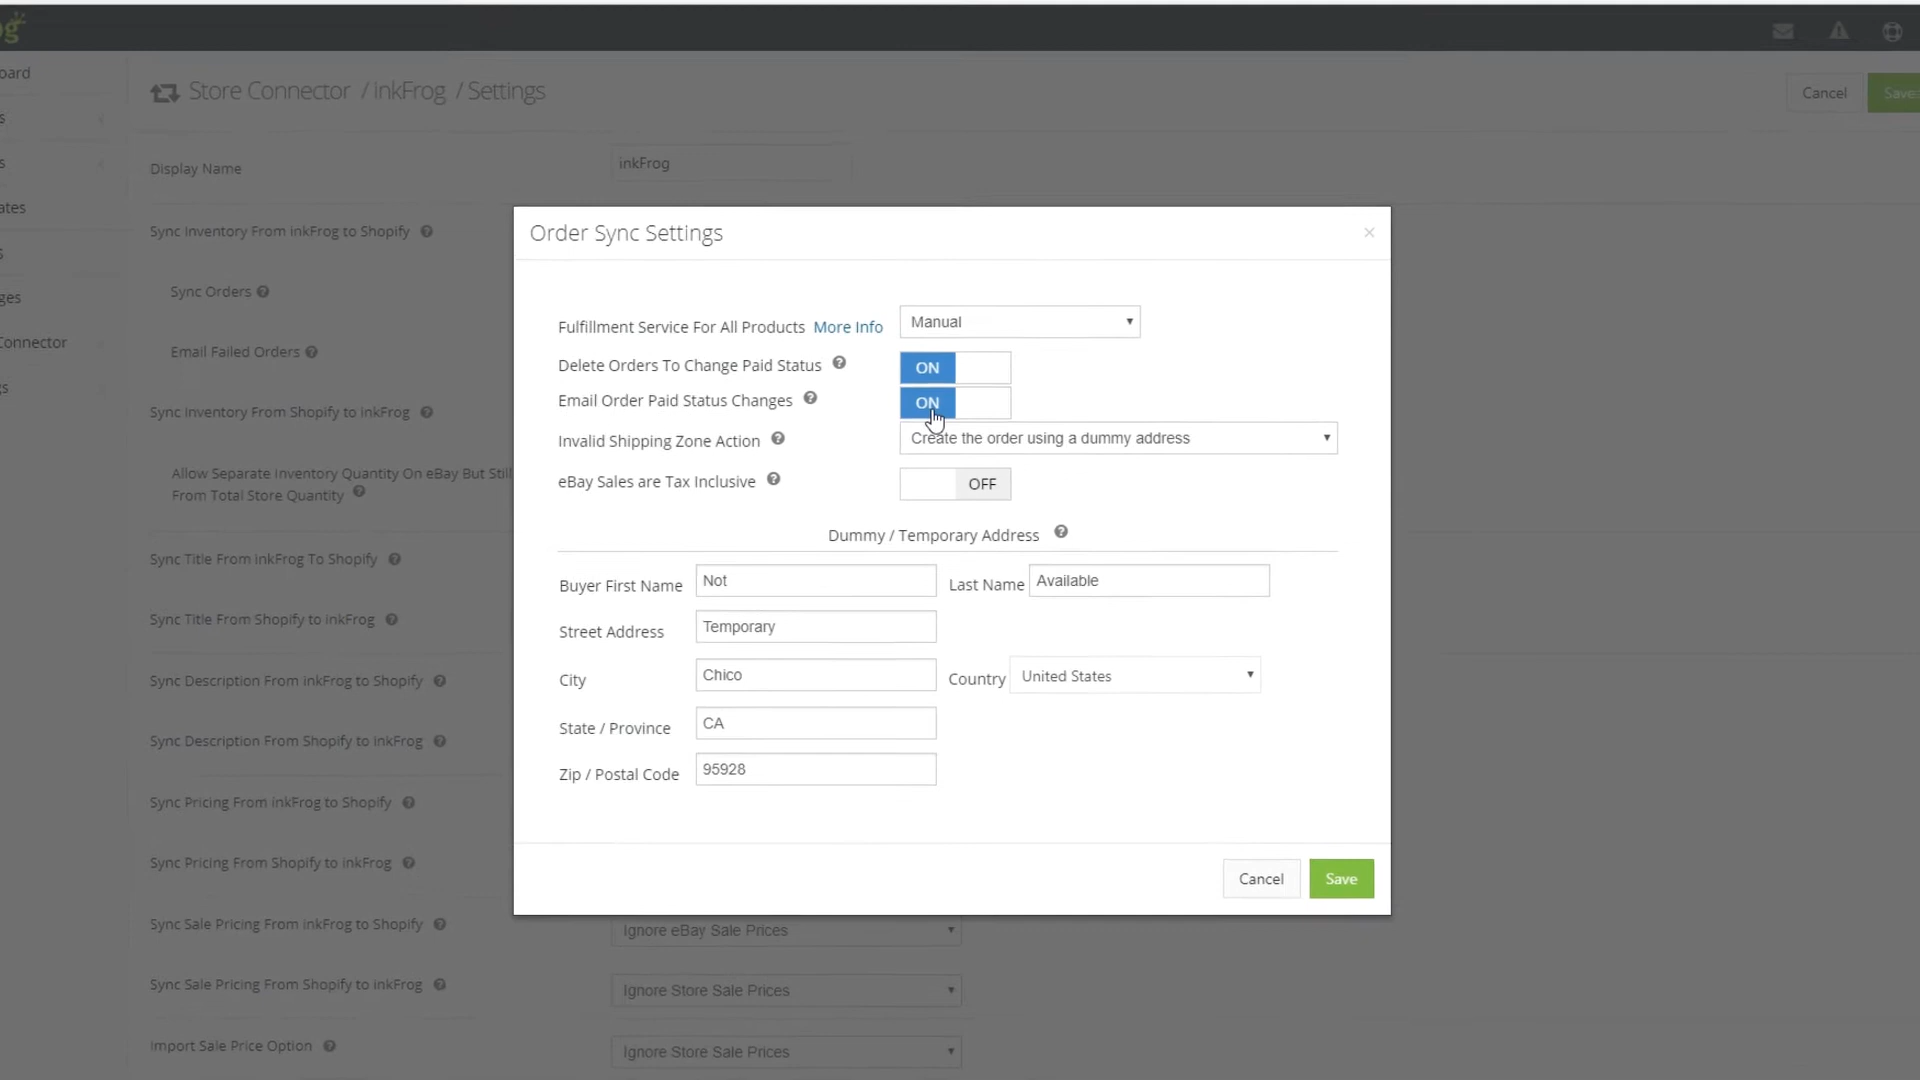 g
oard
s
s
ates
s
ges
Connector
gs
Store Connector / inkFrog / Settings
Cancel
Save
Display Name
inkFrog
Sync Inventory From inkFrog to Shopify
Sync Orders
Email Failed Orders
Sync Inventory From Shopify to inkFrog
Allow Separate Inventory Quantity On eBay But Still
From Total Store Quantity
Sync Title From inkFrog To Shopify
Sync Title From Shopify to inkFrog
Sync Description From inkFrog to Shopify
Sync Description From Shopify to inkFrog
Sync Pricing From inkFrog to Shopify
Sync Pricing From Shopify to inkFrog
Sync Sale Pricing From inkFrog to Shopify
Ignore eBay Sale Prices
Sync Sale Pricing From Shopify to inkFrog
Ignore Store Sale Prices
Import Sale Price Option
Ignore Store Sale Prices
Order Sync Settings
×
Fulfillment Service For All Products More Info
Manual
Delete Orders To Change Paid Status
ON
Email Order Paid Status Changes
ON
Invalid Shipping Zone Action
Create the order using a dummy address
eBay Sales are Tax Inclusive
OFF
Dummy / Temporary Address
Buyer First Name
Not
Last Name
Available
Street Address
Temporary
City
Chico
Country
United States
State / Province
CA
Zip / Postal Code
95928
Cancel
Save